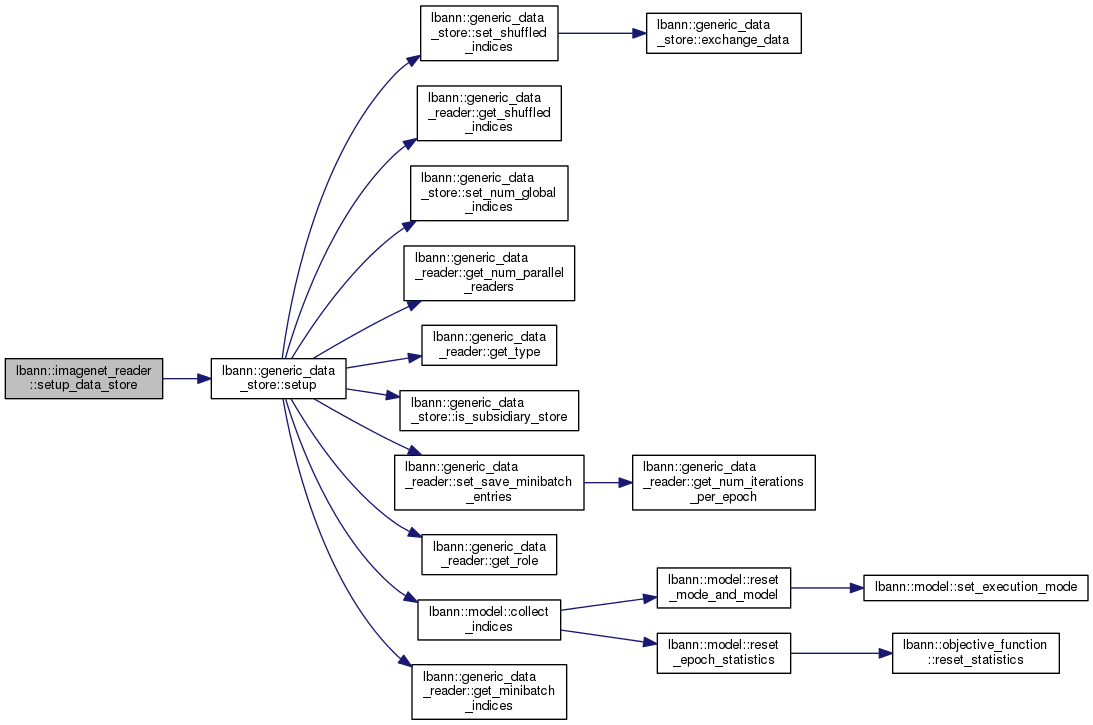 lbann::imagenet_reader
::setup_data_store
lbann::generic_data
_store::setup
lbann::generic_data
_store::set_shuffled
_indices
lbann::generic_data
_store::exchange_data
lbann::generic_data
_reader::get_shuffled
_indices
lbann::generic_data
_store::set_num_global
_indices
lbann::generic_data
_reader::get_num_parallel
_readers
lbann::generic_data
_reader::get_type
lbann::generic_data
_store::is_subsidiary_store
lbann::generic_data
_reader::set_save_minibatch
_entries
lbann::generic_data
_reader::get_num_iterations
_per_epoch
lbann::generic_data
_reader::get_role
lbann::model::collect
_indices
lbann::model::reset
_mode_and_model
lbann::model::set_execution_mode
lbann::model::reset
_epoch_statistics
lbann::objective_function
::reset_statistics
lbann::generic_data
_reader::get_minibatch
_indices